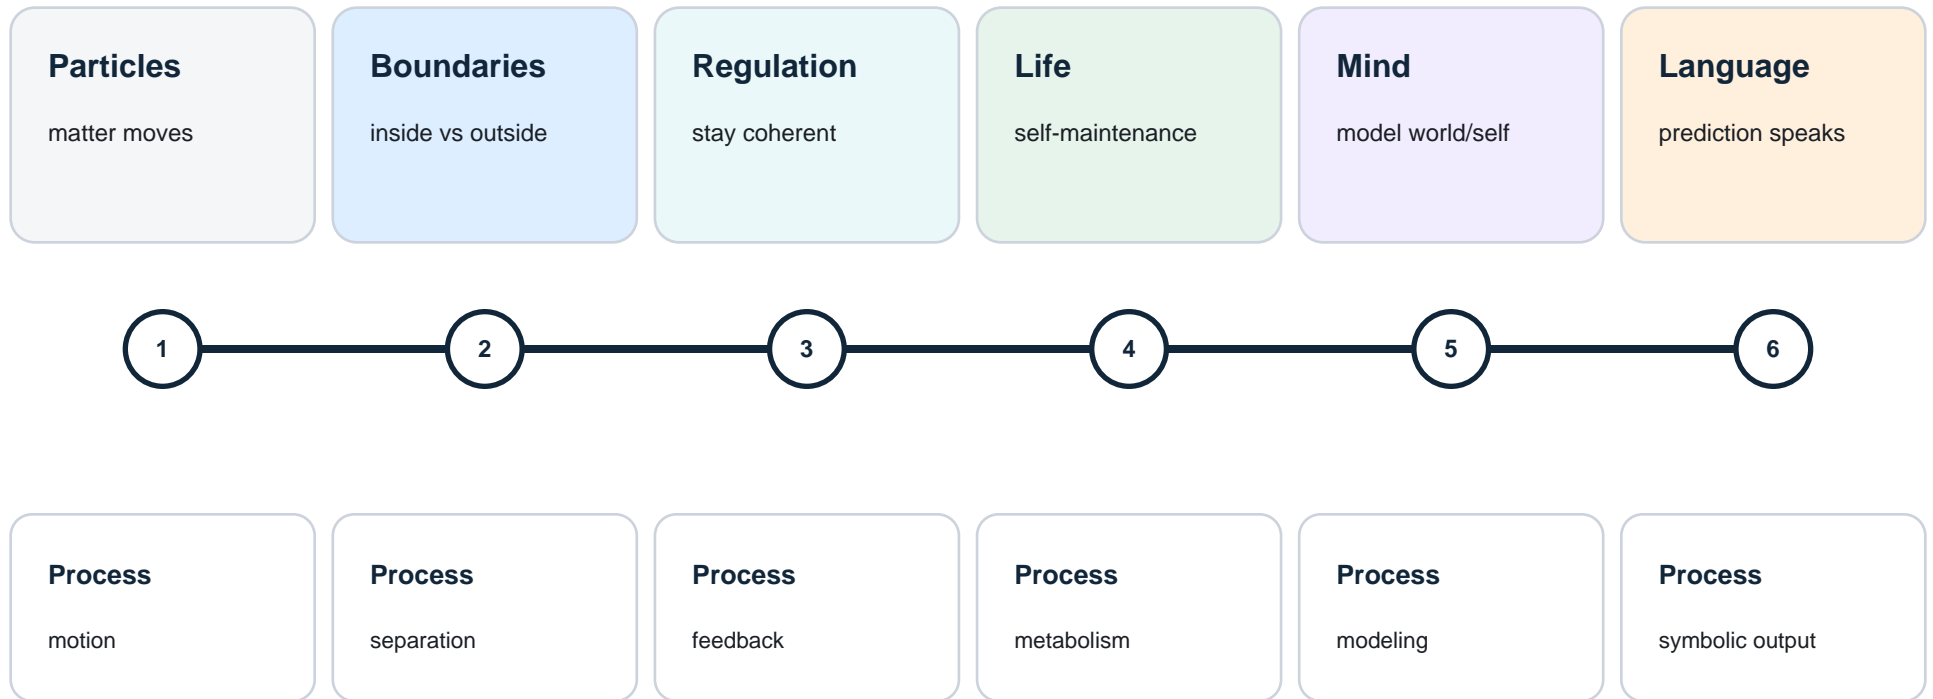 Particles
matter moves
Boundaries
inside vs outside
Regulation
stay coherent
Life
self-maintenance
Mind
model world/self
Language
prediction speaks
1
2
3
4
5
6
Process
motion
Process
separation
Process
feedback
Process
metabolism
Process
modeling
Process
symbolic output